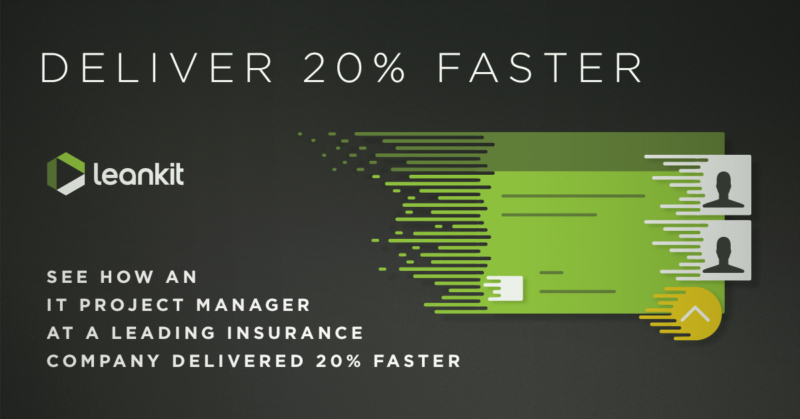 DELIVER 20% FASTER
leankit
SEE HOW AN
IT PROJECT MANAGER
AT A LEADING INSURANCE
COMPANY DELIVERED 20% FASTER